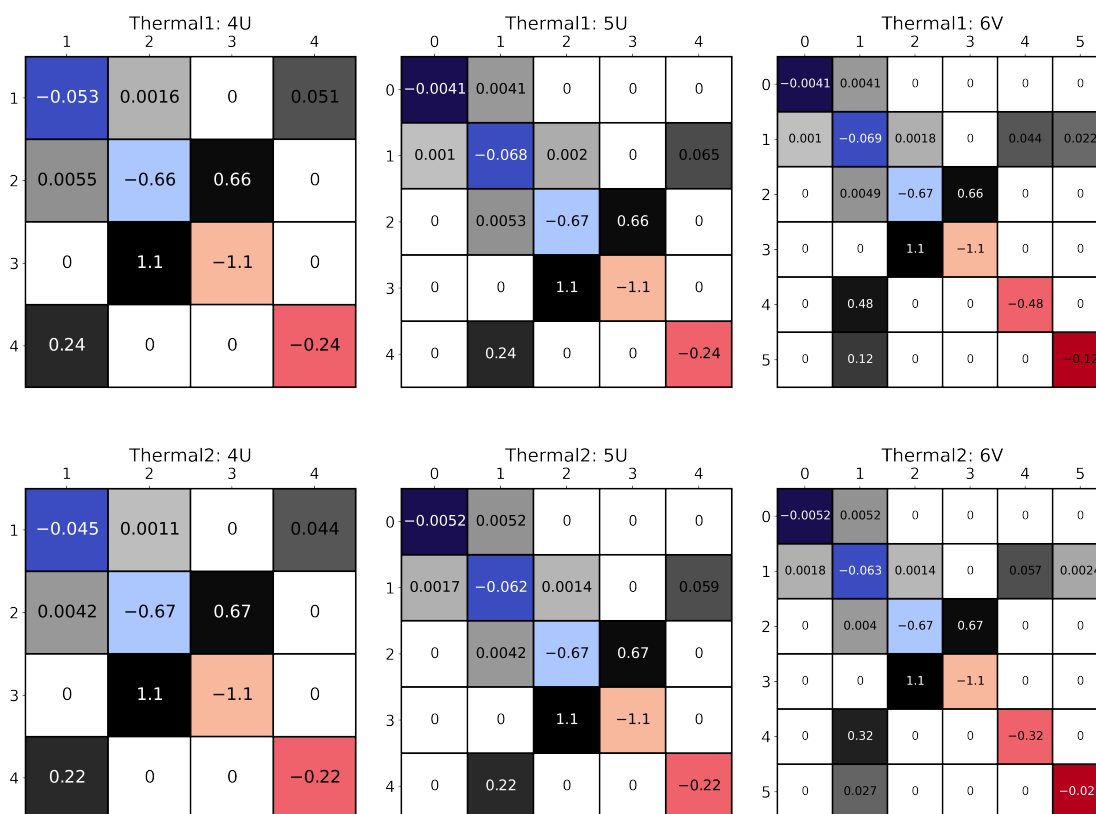 Thermal1: 4U
1 2 3 4
1 −0.053 0.0016 0 0.051
2 0.0055 −0.66 0.66 0
3 0 1.1 −1.1 0
4 0.24 0 0 −0.24
Thermal1: 5U
0 1 2 3 4
0 −0.0041 0.0041 0 0 0
1 0.001 −0.068 0.002 0 0.065
2 0 0.0053 −0.67 0.66 0
3 0 0 1.1 −1.1 0
4 0 0.24 0 0 −0.24
Thermal1: 6V
0 1 2 3 4 5
0 −0.0041 0.0041 0 0 0 0
1 0.001 −0.069 0.0018 0 0.044 0.022
2 0 0.0049 −0.67 0.66 0 0
3 0 0 1.1 −1.1 0 0
4 0 0.48 0 0 −0.48 0
5 0 0.12 0 0 0 −0.12
Thermal2: 4U
1 2 3 4
1 −0.045 0.0011 0 0.044
2 0.0042 −0.67 0.67 0
3 0 1.1 −1.1 0
4 0.22 0 0 −0.22
Thermal2: 5U
0 1 2 3 4
0 −0.0052 0.0052 0 0 0
1 0.0017 −0.062 0.0014 0 0.059
2 0 0.0042 −0.67 0.67 0
3 0 0 1.1 −1.1 0
4 0 0.22 0 0 −0.22
Thermal2: 6V
0 1 2 3 4 5
0 −0.0052 0.0052 0 0 0 0
1 0.0018 −0.063 0.0014 0 0.057 0.0024
2 0 0.004 −0.67 0.67 0 0
3 0 0 1.1 −1.1 0 0
4 0 0.32 0 0 −0.32 0
5 0 0.027 0 0 0 −0.02